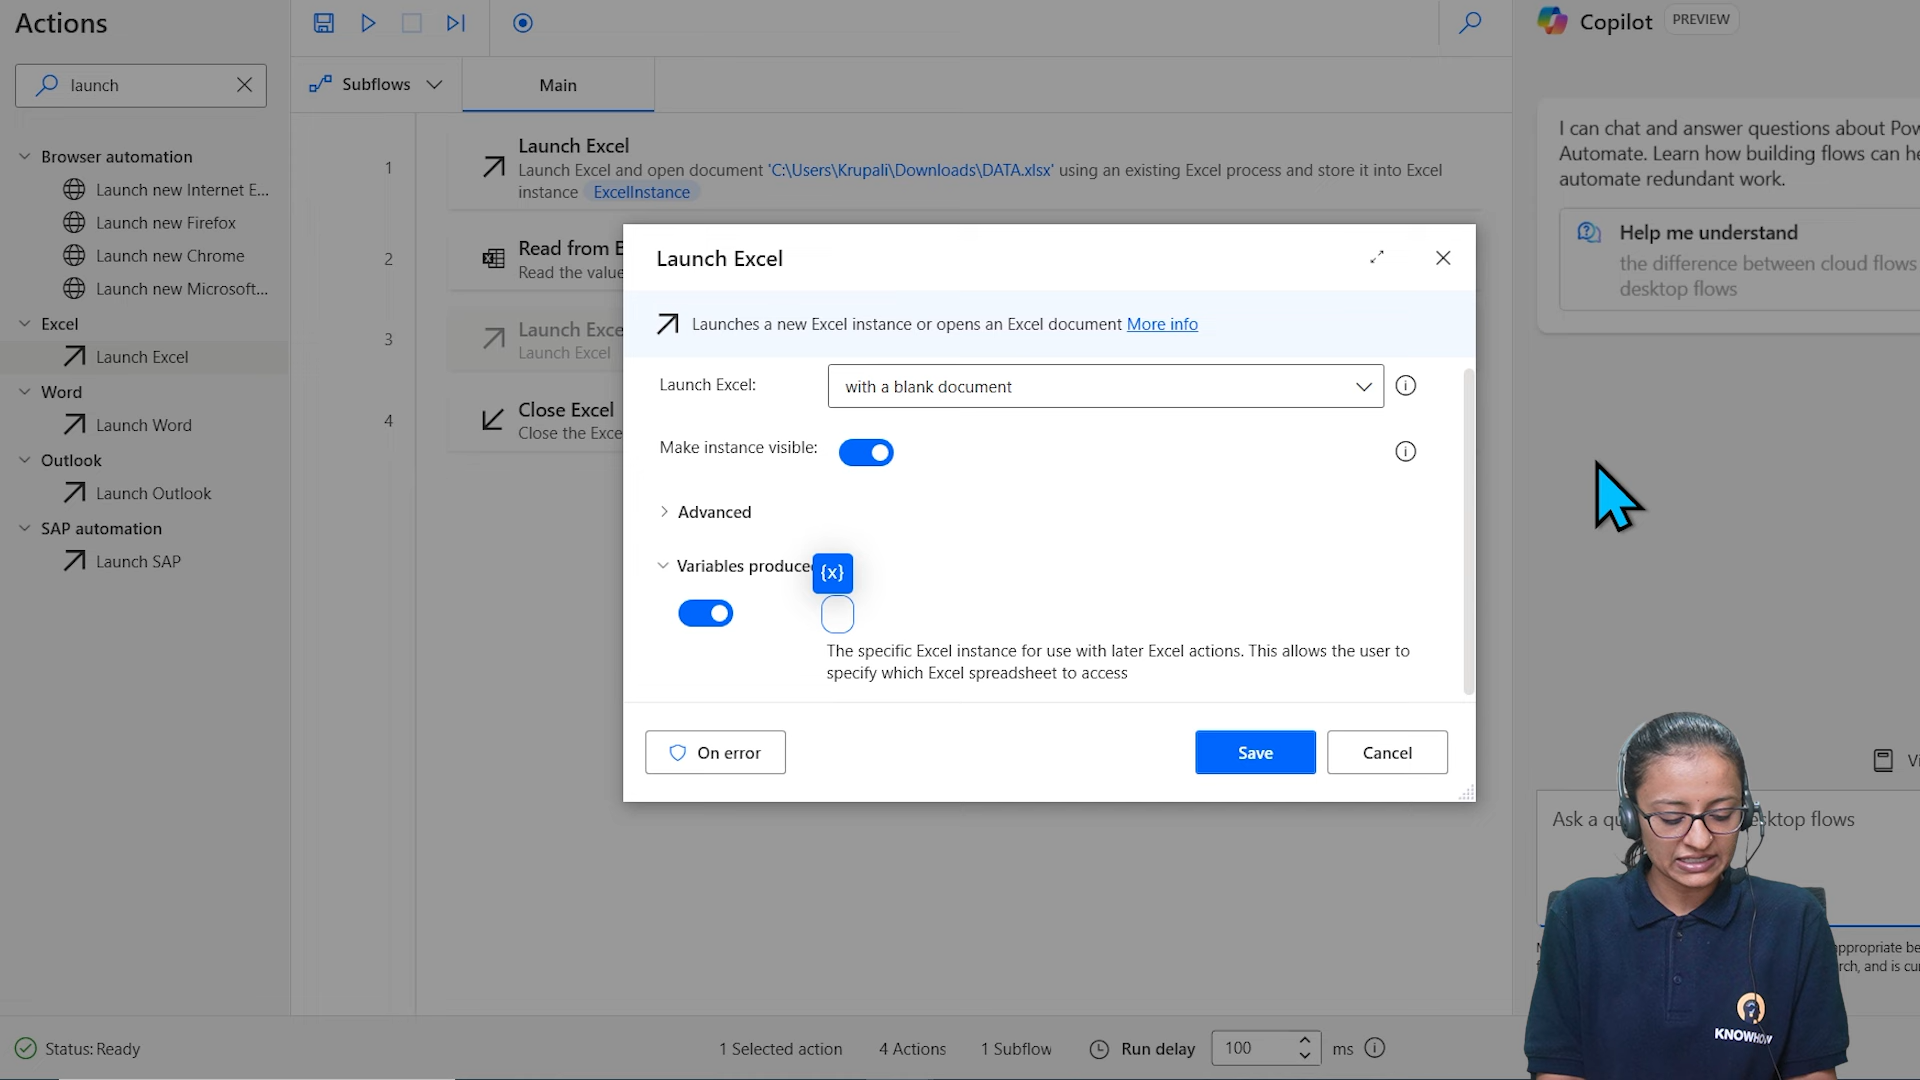 Actions
launch
Browser automation
Launch new Internet E...
Launch new Firefox
Launch new Chrome
Launch new Microsoft...
Excel
Launch Excel
Word
Launch Word
Outlook
Launch Outlook
SAP automation
Launch SAP
Subflows
Main
1
Launch Excel
Launch Excel and open document 'C:\Users\Krupali\Downloads\DATA.xlsx' using an existing Excel process and store it into Excel
instance ExcelInstance
2
Read from E
Read the value
3
Launch Exce
Launch Excel
4
Close Excel
Close the Exce
Launch Excel
Launches a new Excel instance or opens an Excel document More info
Launch Excel:
with a blank document
Make instance visible:
Advanced
Variables produced
{x}
The specific Excel instance for use with later Excel actions. This allows the user to
specify which Excel spreadsheet to access
On error
Save
Cancel
Copilot
PREVIEW
I can chat and answer questions about Pow
Automate. Learn how building flows can he
automate redundant work.
Help me understand
the difference between cloud flows
desktop flows
Vi
Ask a qu
sktop flows
ppropriate be
rch, and is cu
KNOWHOW
Status: Ready
1 Selected action
4 Actions
1 Subflow
Run delay
100
ms